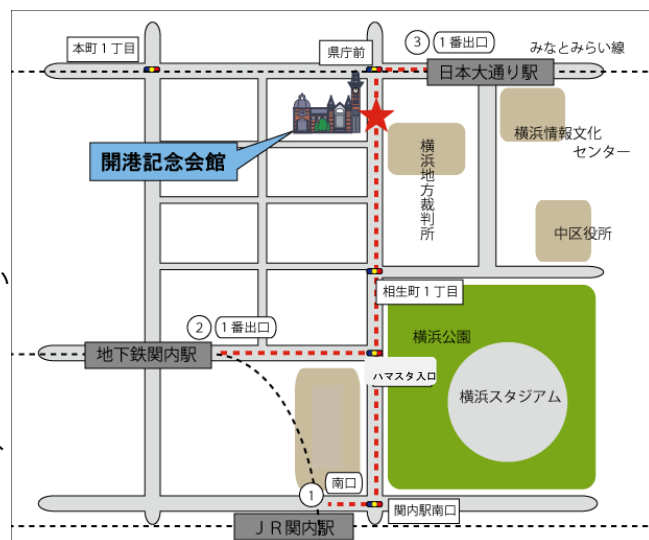 本町１丁目
県庁前
③ １番出口
みなとみらい線
日本大通り駅
開港記念会館
横浜地方裁判所
横浜情報文化
センター
中区役所
い
相生町１丁目
② １番出口
地下鉄関内駅
横浜公園
ハマスタ入口
横浜スタジアム
南口
①
関内駅南口
ＪＲ関内駅